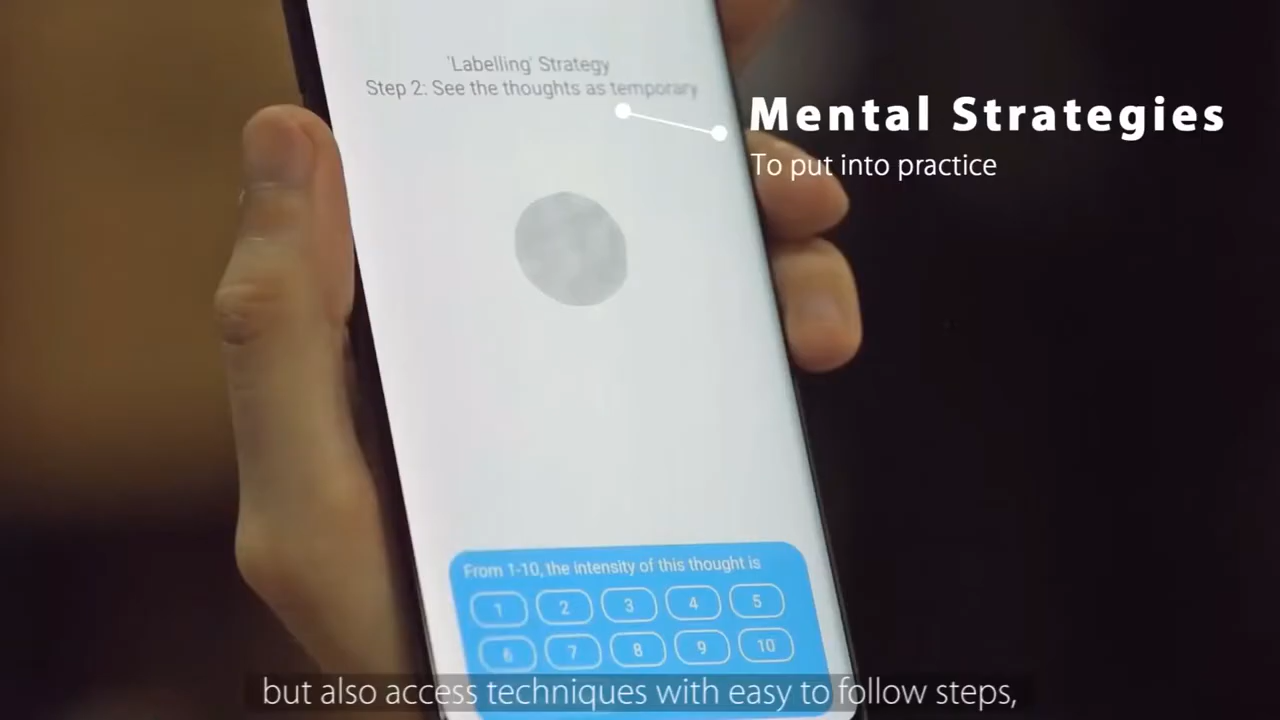 'Labelling' Strategy
Step 2: See the thoughts as temporary
Mental Strategies
To put into practice
From 1-10, the intensity of this thought is
1 2 3 4 5
6 7 8 9 10
but also access techniques with easy to follow steps,